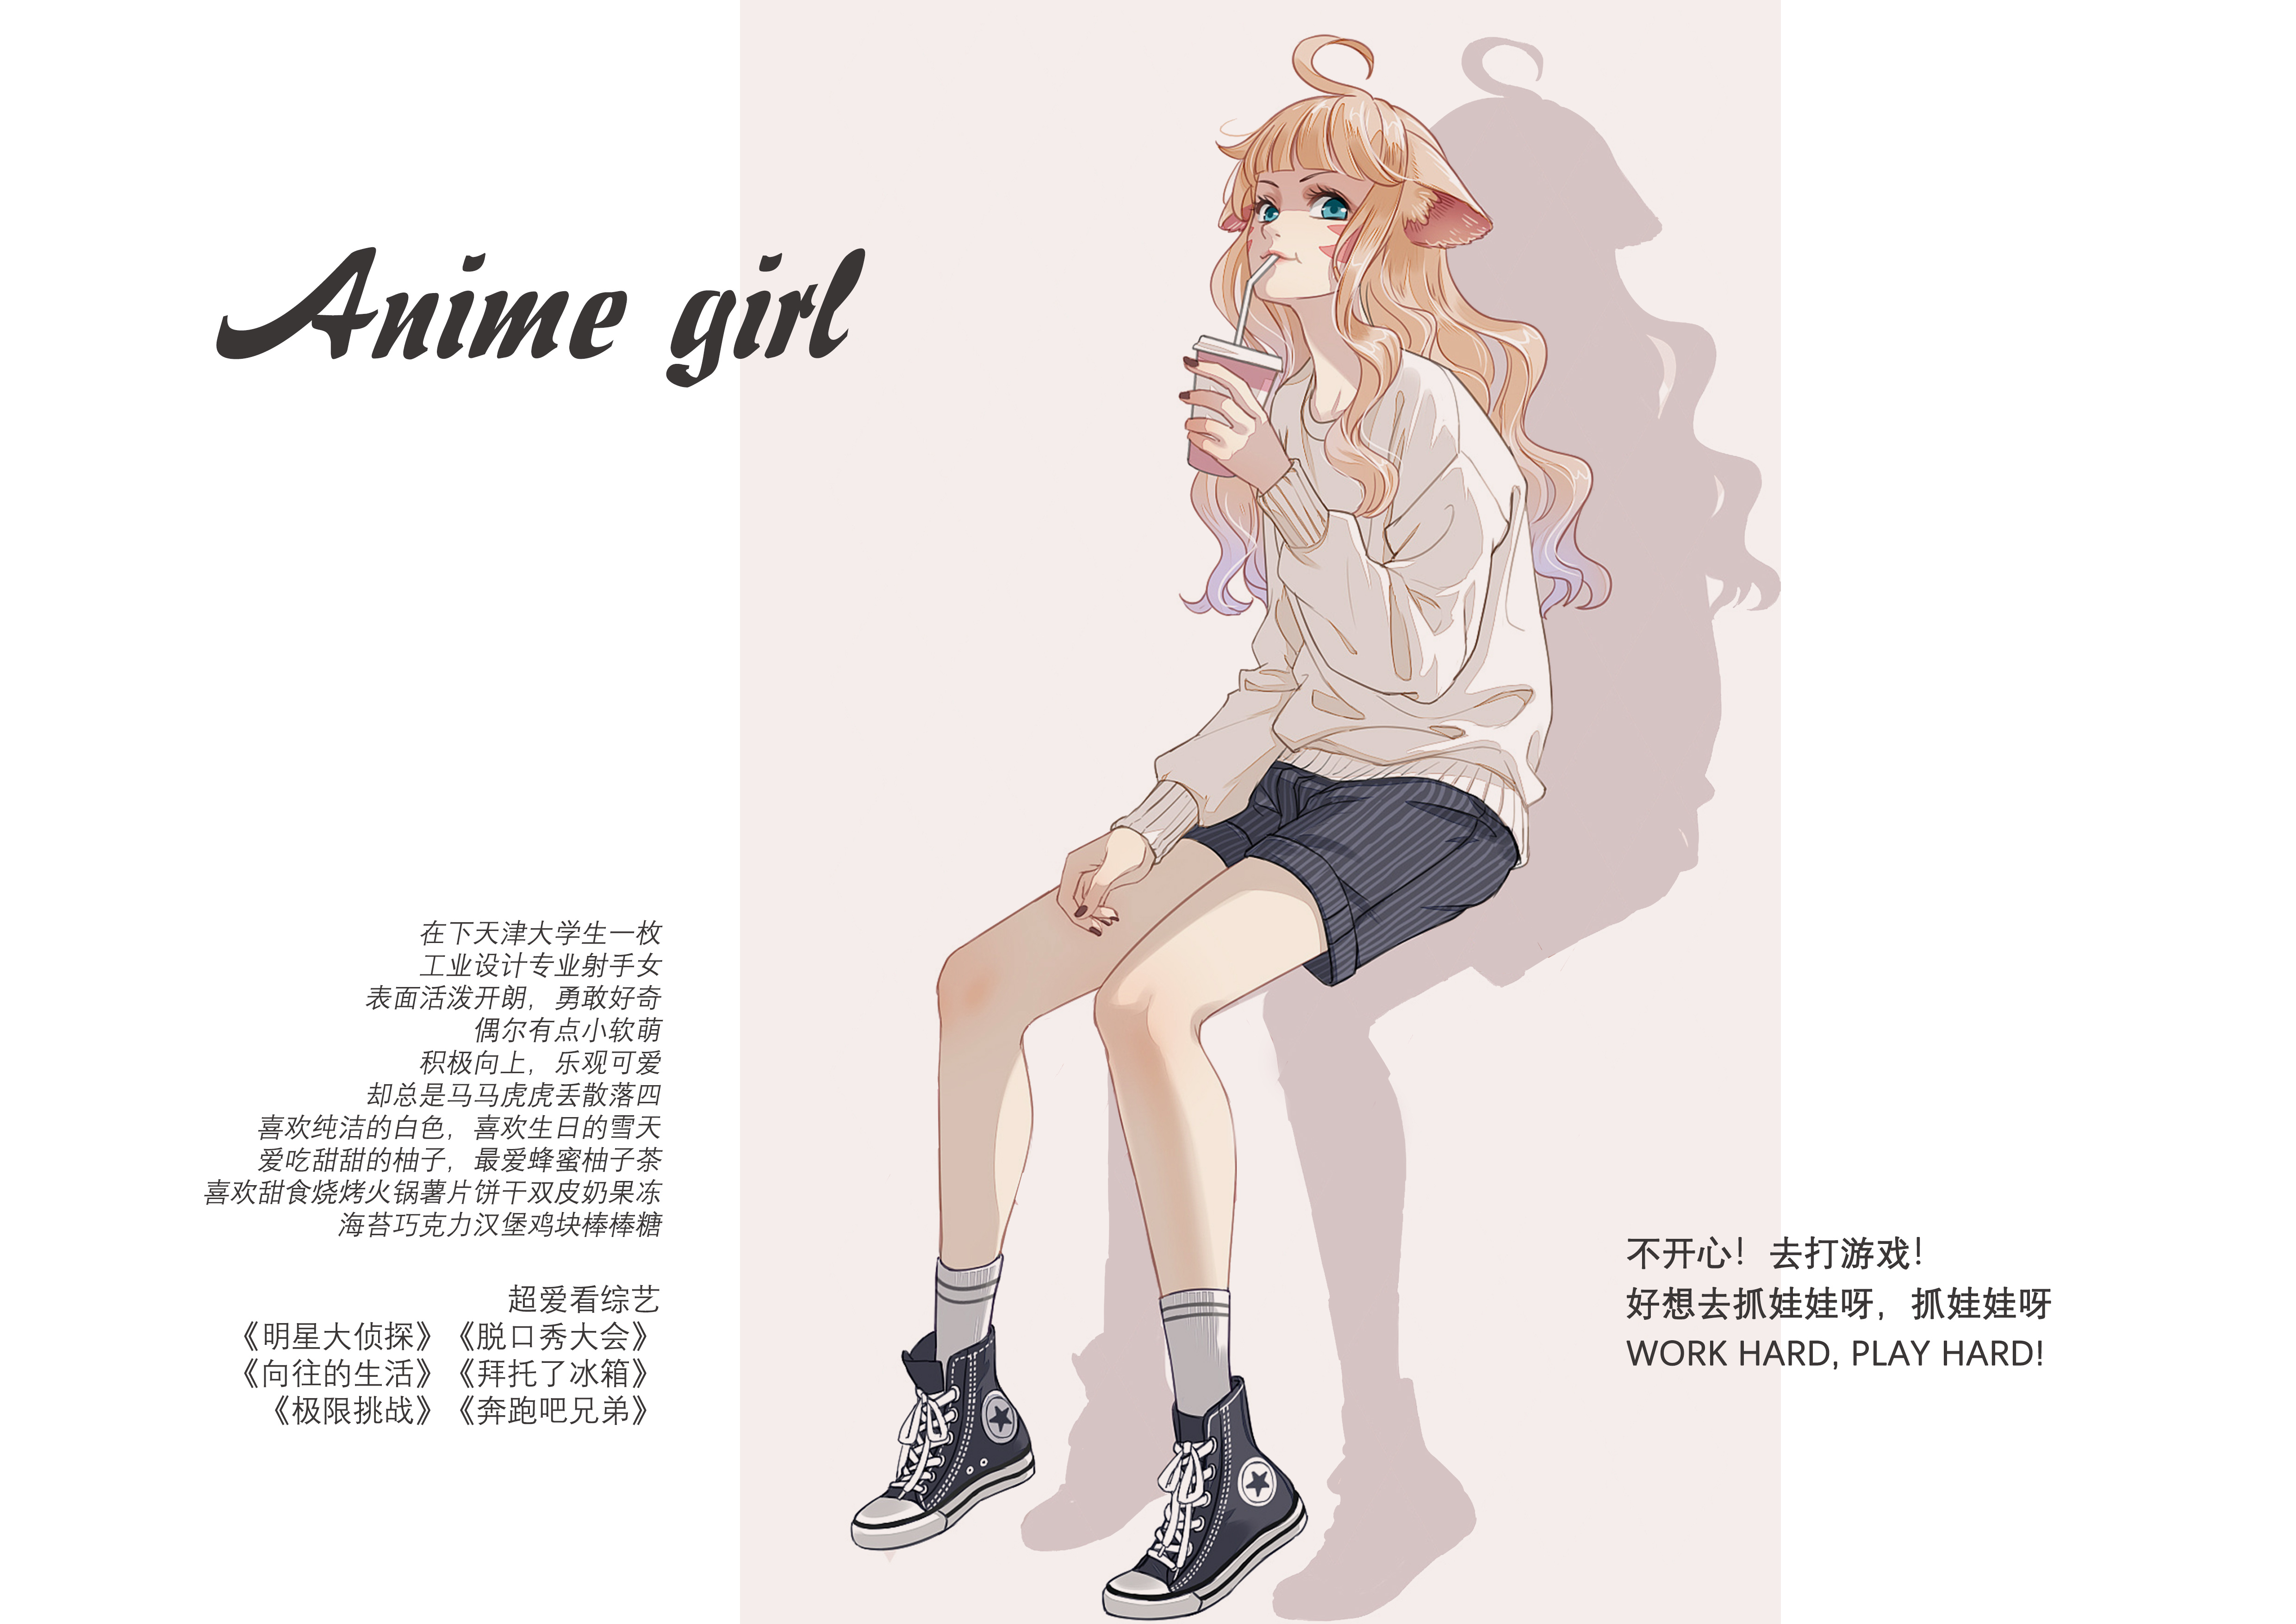 Anime girl
在下天津大学生一枚
工业设计专业射手女
表面活泼开朗，勇敢好奇
偶尔有点小软萌
积极向上，乐观可爱
却总是马马虎虎丢散落四
喜欢纯洁的白色，喜欢生日的雪天
爱吃甜甜的柚子，最爱蜂蜜柚子茶
喜欢甜食烧烤火锅薯片饼干双皮奶果冻
海苔巧克力汉堡鸡块棒棒糖
超爱看综艺
《明星大侦探》《脱口秀大会》
《向往的生活》《拜托了冰箱》
《极限挑战》《奔跑吧兄弟》
不开心！去打游戏！
好想去抓娃娃呀，抓娃娃呀
WORK HARD, PLAY HARD!